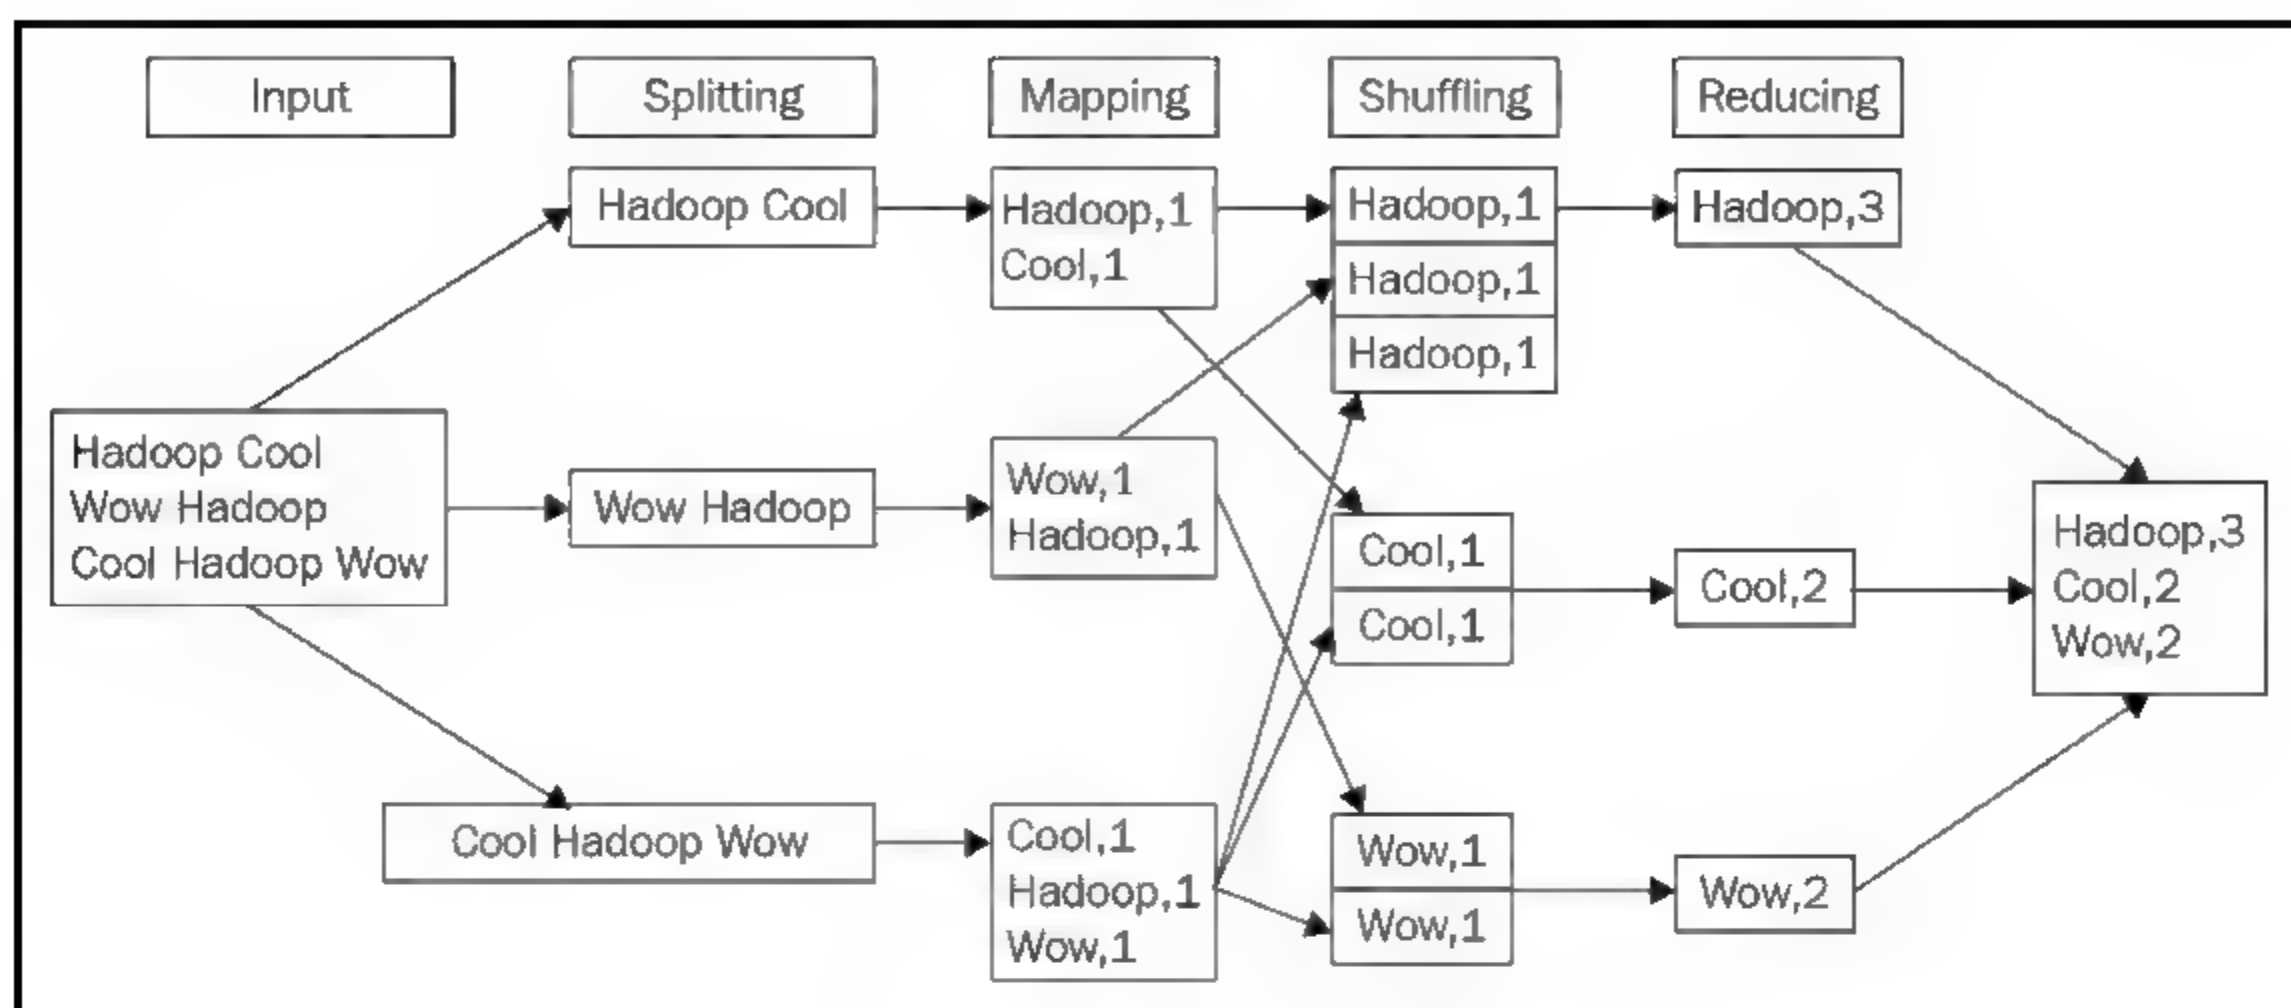 Input
Splitting
Mapping
Shuffling
Reducing
Hadoop Cool
Wow Hadoop
Cool Hadoop Wow
Hadoop Cool
Wow Hadoop
Cool Hadoop Wow
Hadoop,1
Cool,1
Wow,1
Hadoop,1
Cool,1
Hadoop,1
Wow,1
Hadoop,1
Hadoop,1
Hadoop,1
Cool,1
Cool,1
Wow,1
Wow,1
Hadoop,3
Cool,2
Wow,2
Hadoop,3
Cool,2
Wow,2